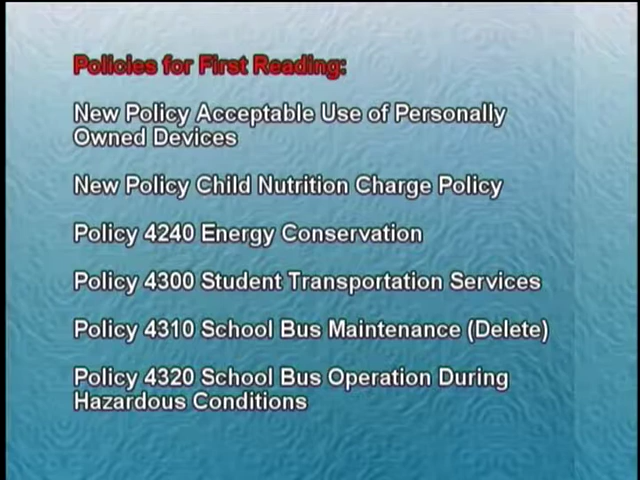 Policies for First Reading:
New Policy Acceptable Use of Personally
Owned Devices
New Policy Child Nutrition Charge Policy
Policy 4240 Energy Conservation
Policy 4300 Student Transportation Services
Policy 4310 School Bus Maintenance (Delete)
Policy 4320 School Bus Operation During
Hazardous Conditions